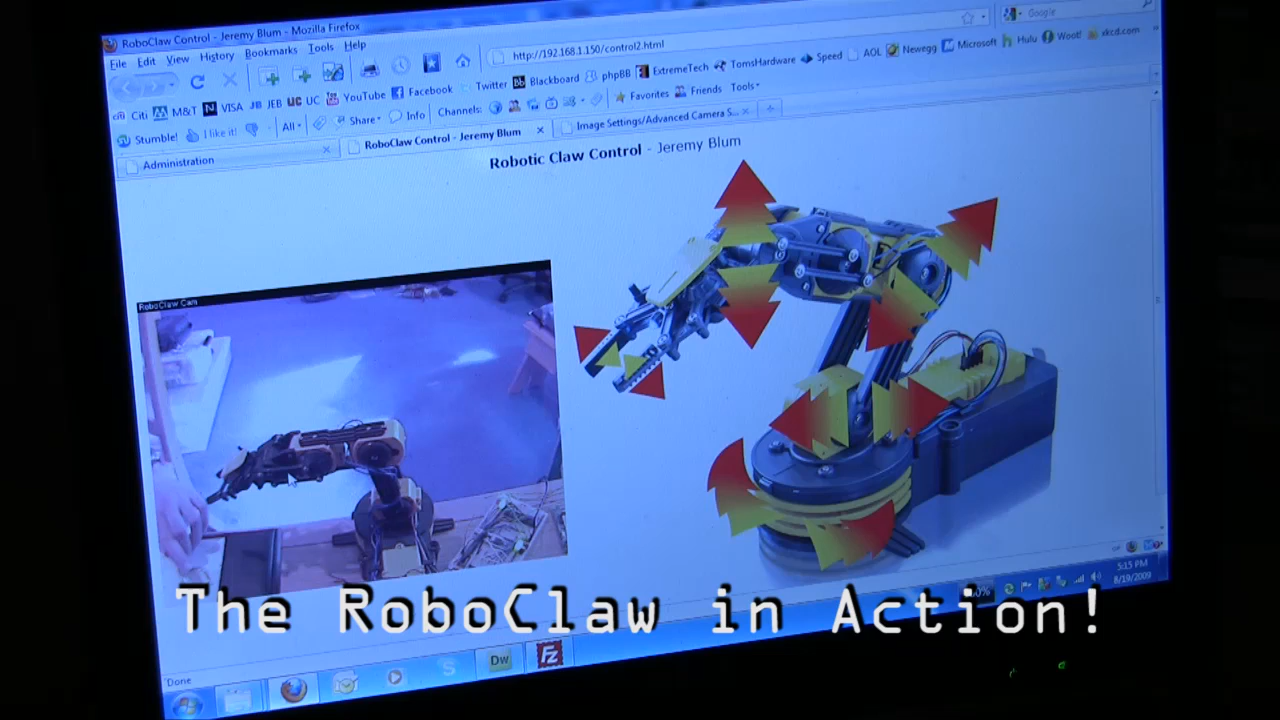 RoboClaw Control - Jeremy Blum - Mozilla Firefox
File Edit View History Bookmarks Tools Help
http://192.168.1.150/control2.html
Google
Citi M&T VISA JEB UC YouTube Facebook Twitter Blackboard phpBB ExtremeTech TomsHardware Speed AOL Newegg Microsoft Hulu Woot! xkcd.com
Stumble! I like it! All Share Info Channels: Favorites Friends Tools
Administration
RoboClaw Control - Jeremy Blum
Image Settings/Advanced Camera S...
Robotic Claw Control - Jeremy Blum
RoboClaw Cam
The RoboClaw in Action!
Done
Dw
Fz
5:15 PM
8/19/2009